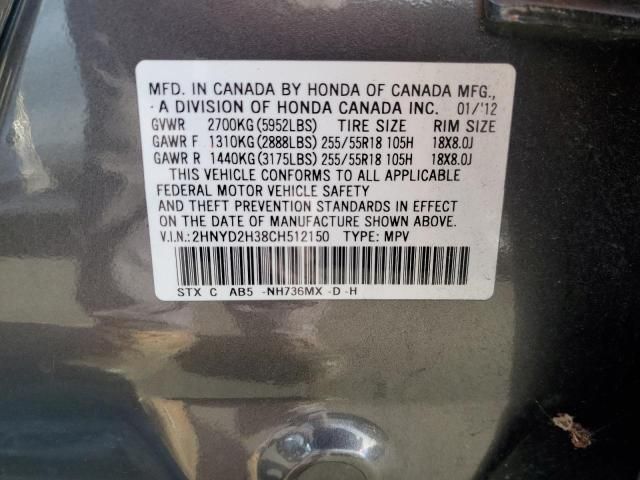 MFD. IN CANADA BY HONDA OF CANADA MFG.,
A DIVISION OF HONDA CANADA INC. 01/'12
GVWR 2700KG (5952LBS) TIRE SIZE RIM SIZE
GAWR F 1310KG (2888LBS) 255/55R18 105H 18X8.0J
GAWR R 1440KG (3175LBS) 255/55R18 105H 18X8.0J
THIS VEHICLE CONFORMS TO ALL APPLICABLE
FEDERAL MOTOR VEHICLE SAFETY
AND THEFT PREVENTION STANDARDS IN EFFECT
ON THE DATE OF MANUFACTURE SHOWN ABOVE.
V.I.N.: 2HNYD2H38CH512150 TYPE: MPV
STX C AB5 -NH736MX -D -H